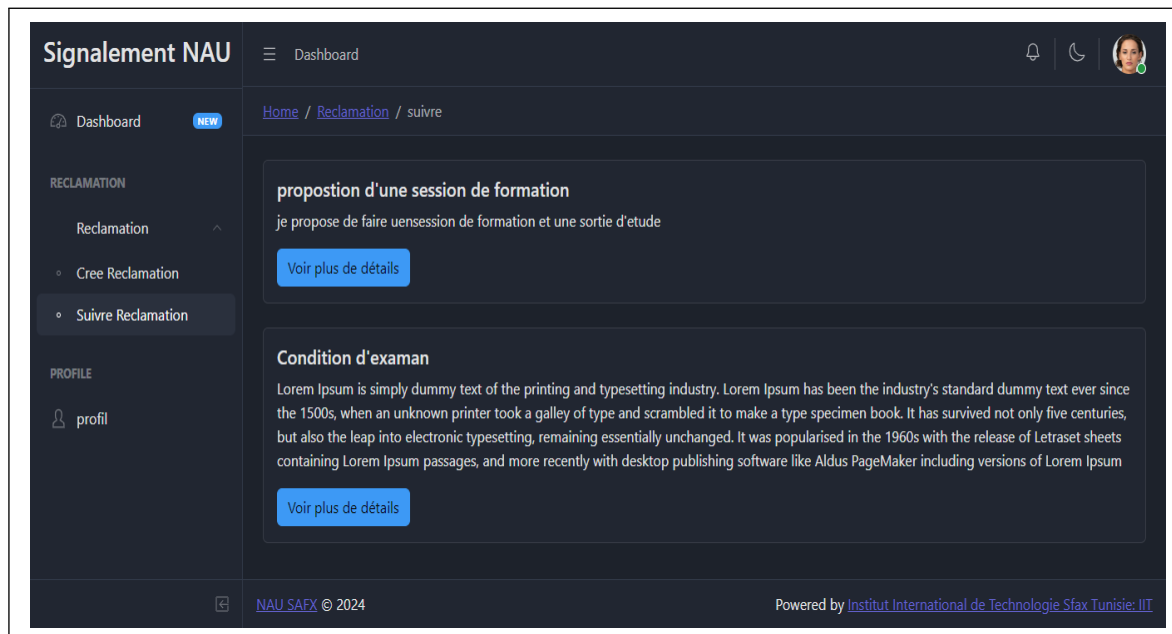 Signalement NAU
Dashboard
Dashboard
NEW
RECLAMATION
Reclamation
Cree Reclamation
Suivre Reclamation
PROFILE
profil
Home / Reclamation / suivre
propostion d'une session de formation
je propose de faire uensession de formation et une sortie d'etude
Voir plus de détails
Condition d'examan
Lorem Ipsum is simply dummy text of the printing and typesetting industry. Lorem Ipsum has been the industry's standard dummy text ever since
the 1500s, when an unknown printer took a galley of type and scrambled it to make a type specimen book. It has survived not only five centuries,
but also the leap into electronic typesetting, remaining essentially unchanged. It was popularised in the 1960s with the release of Letraset sheets
containing Lorem Ipsum passages, and more recently with desktop publishing software like Aldus PageMaker including versions of Lorem Ipsum
Voir plus de détails
NAU SAFX © 2024
Powered by Institut International de Technologie Sfax Tunisie: IIT